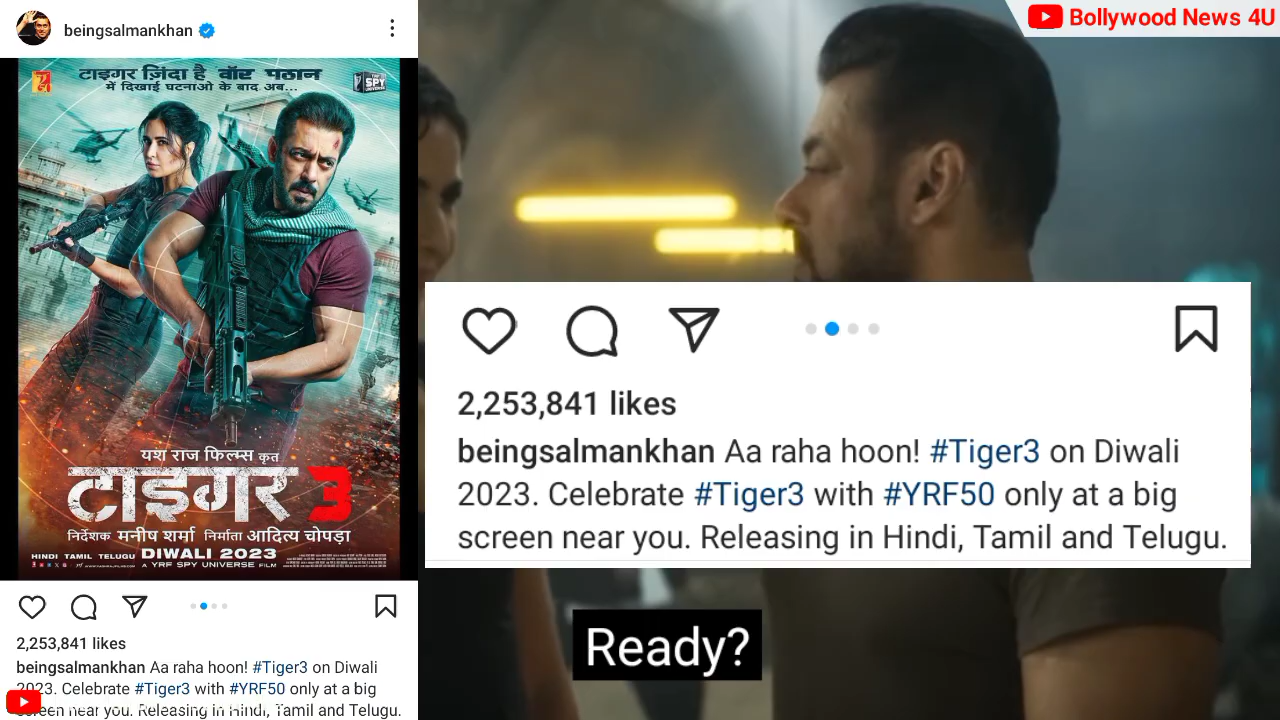 beingsalmankhan
टाइगर ज़िंदा है वॉर पठान
में दिखाई घटनाओ के बाद अब...
SPY
यश राज फिल्म्स कृत
टाइगर 3
निर्देशक मनीष शर्मा निर्माता आदित्य चोपड़ा
HINDI TAMIL TELUGU DIWALI 2023
A YRF SPY UNIVERSE FILM
2,253,841 likes
beingsalmankhan Aa raha hoon! #Tiger3 on Diwali
2023. Celebrate #Tiger3 with #YRF50 only at a big
screen near you. Releasing in Hindi, Tamil and Telugu.
Bollywood News 4U
2,253,841 likes
beingsalmankhan Aa raha hoon! #Tiger3 on Diwali
2023. Celebrate #Tiger3 with #YRF50 only at a big
screen near you. Releasing in Hindi, Tamil and Telugu.
Ready?